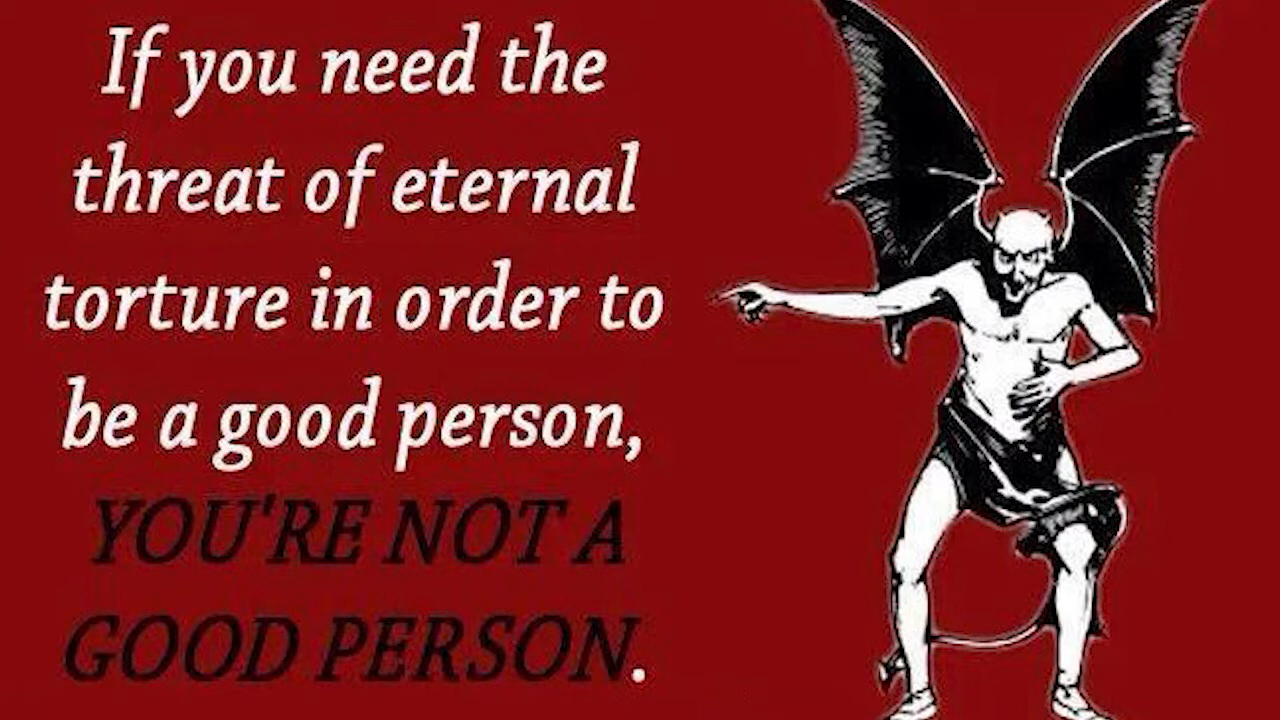 If you need the
threat of eternal
torture in order to
be a good person,
YOU'RE NOT A
GOOD PERSON.